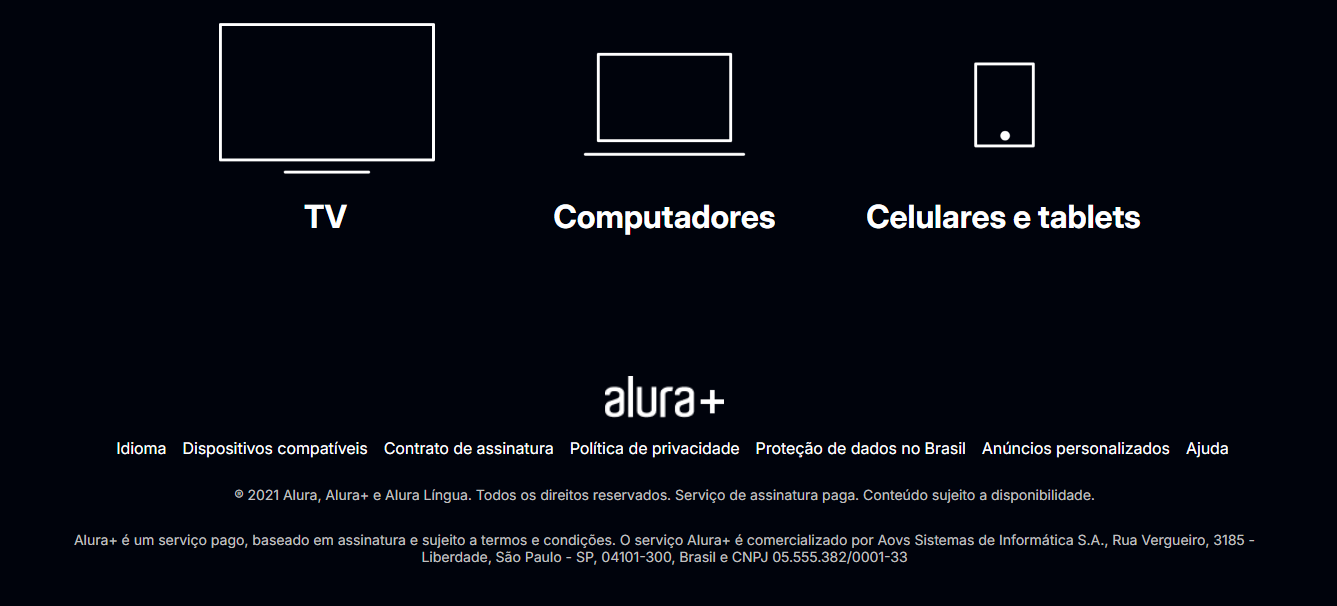 TV
Computadores
Celulares e tablets
alura+
Idioma Dispositivos compatíveis Contrato de assinatura Política de privacidade Proteção de dados no Brasil Anúncios personalizados Ajuda
® 2021 Alura, Alura+ e Alura Língua. Todos os direitos reservados. Serviço de assinatura paga. Conteúdo sujeito a disponibilidade.
Alura+ é um serviço pago, baseado em assinatura e sujeito a termos e condições. O serviço Alura+ é comercializado por Aovs Sistemas de Informática S.A., Rua Vergueiro, 3185 -
Liberdade, São Paulo - SP, 04101-300, Brasil e CNPJ 05.555.382/0001-33